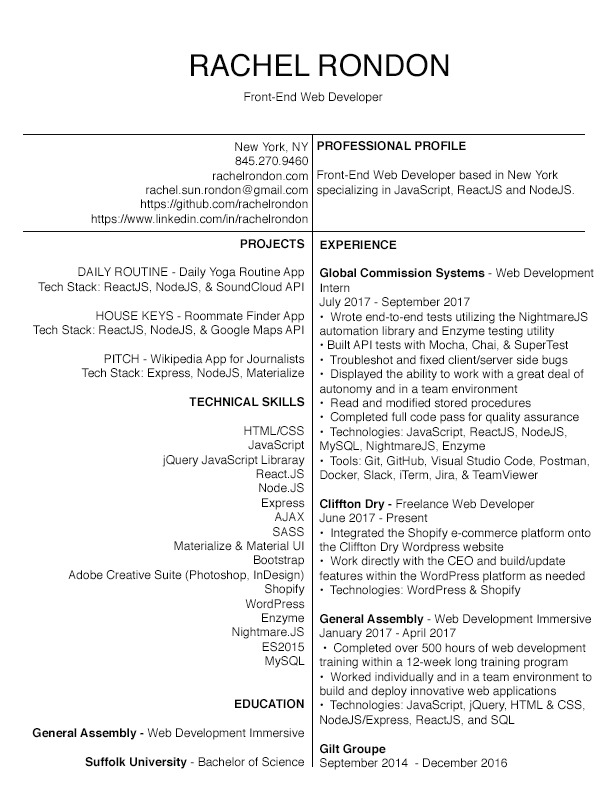 RACHEL RONDON
Front-End Web Developer
New York, NY
845.270.9460
rachelrondon.com
rachel.sun.rondon@gmail.com
https://github.com/rachelrondon
https://www.linkedin.com/in/rachelrondon
PROFESSIONAL PROFILE
Front-End Web Developer based in New York
specializing in JavaScript, ReactJS and NodeJS.
PROJECTS
DAILY ROUTINE - Daily Yoga Routine App
Tech Stack: ReactJS, NodeJS, & SoundCloud API
HOUSE KEYS - Roommate Finder App
Tech Stack: ReactJS, NodeJS, & Google Maps API
PITCH - Wikipedia App for Journalists
Tech Stack: Express, NodeJS, Materialize
TECHNICAL SKILLS
HTML/CSS
JavaScript
jQuery JavaScript Libraray
React.JS
Node.JS
Express
AJAX
SASS
Materialize & Material UI
Bootstrap
Adobe Creative Suite (Photoshop, InDesign)
Shopify
WordPress
Enzyme
Nightmare.JS
ES2015
MySQL
EDUCATION
General Assembly - Web Development Immersive
Suffolk University - Bachelor of Science
EXPERIENCE
Global Commission Systems - Web Development
Intern
July 2017 - September 2017
• Wrote end-to-end tests utilizing the NightmareJS
automation library and Enzyme testing utility
• Built API tests with Mocha, Chai, & SuperTest
• Troubleshot and fixed client/server side bugs
• Displayed the ability to work with a great deal of
autonomy and in a team environment
• Read and modified stored procedures
• Completed full code pass for quality assurance
• Technologies: JavaScript, ReactJS, NodeJS,
MySQL, NightmareJS, Enzyme
• Tools: Git, GitHub, Visual Studio Code, Postman,
Docker, Slack, iTerm, Jira, & TeamViewer
Cliffton Dry - Freelance Web Developer
June 2017 - Present
• Integrated the Shopify e-commerce platform onto
the Cliffton Dry Wordpress website
• Work directly with the CEO and build/update
features within the WordPress platform as needed
• Technologies: WordPress & Shopify
General Assembly - Web Development Immersive
January 2017 - April 2017
• Completed over 500 hours of web development
training within a 12-week long training program
• Worked individually and in a team environment to
build and deploy innovative web applications
• Technologies: JavaScript, jQuery, HTML & CSS,
NodeJS/Express, ReactJS, and SQL
Gilt Groupe
September 2014 - December 2016